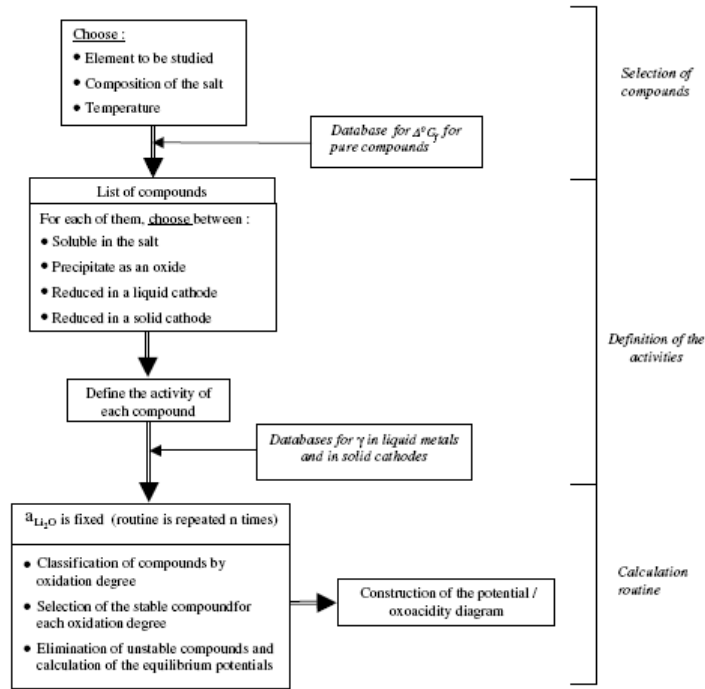 Choose :
• Element to be studied
• Composition of the salt
• Temperature
Selection of
compounds
Database for Δ°Gf for
pure compounds
List of compounds
For each of them, choose between :
• Soluble in the salt
• Precipitate as an oxide
• Reduced in a liquid cathode
• Reduced in a solid cathode
Definition of the
activities
Define the activity of
each compound
Databases for γ in liquid metals
and in solid cathodes
aLi₂O is fixed (routine is repeated n times)
• Classification of compounds by
oxidation degree
• Selection of the stable compoundfor
each oxidation degree
• Elimination of unstable compounds and
calculation of the equilibrium potentials
Construction of the potential /
oxoacidity diagram
Calculation
routine